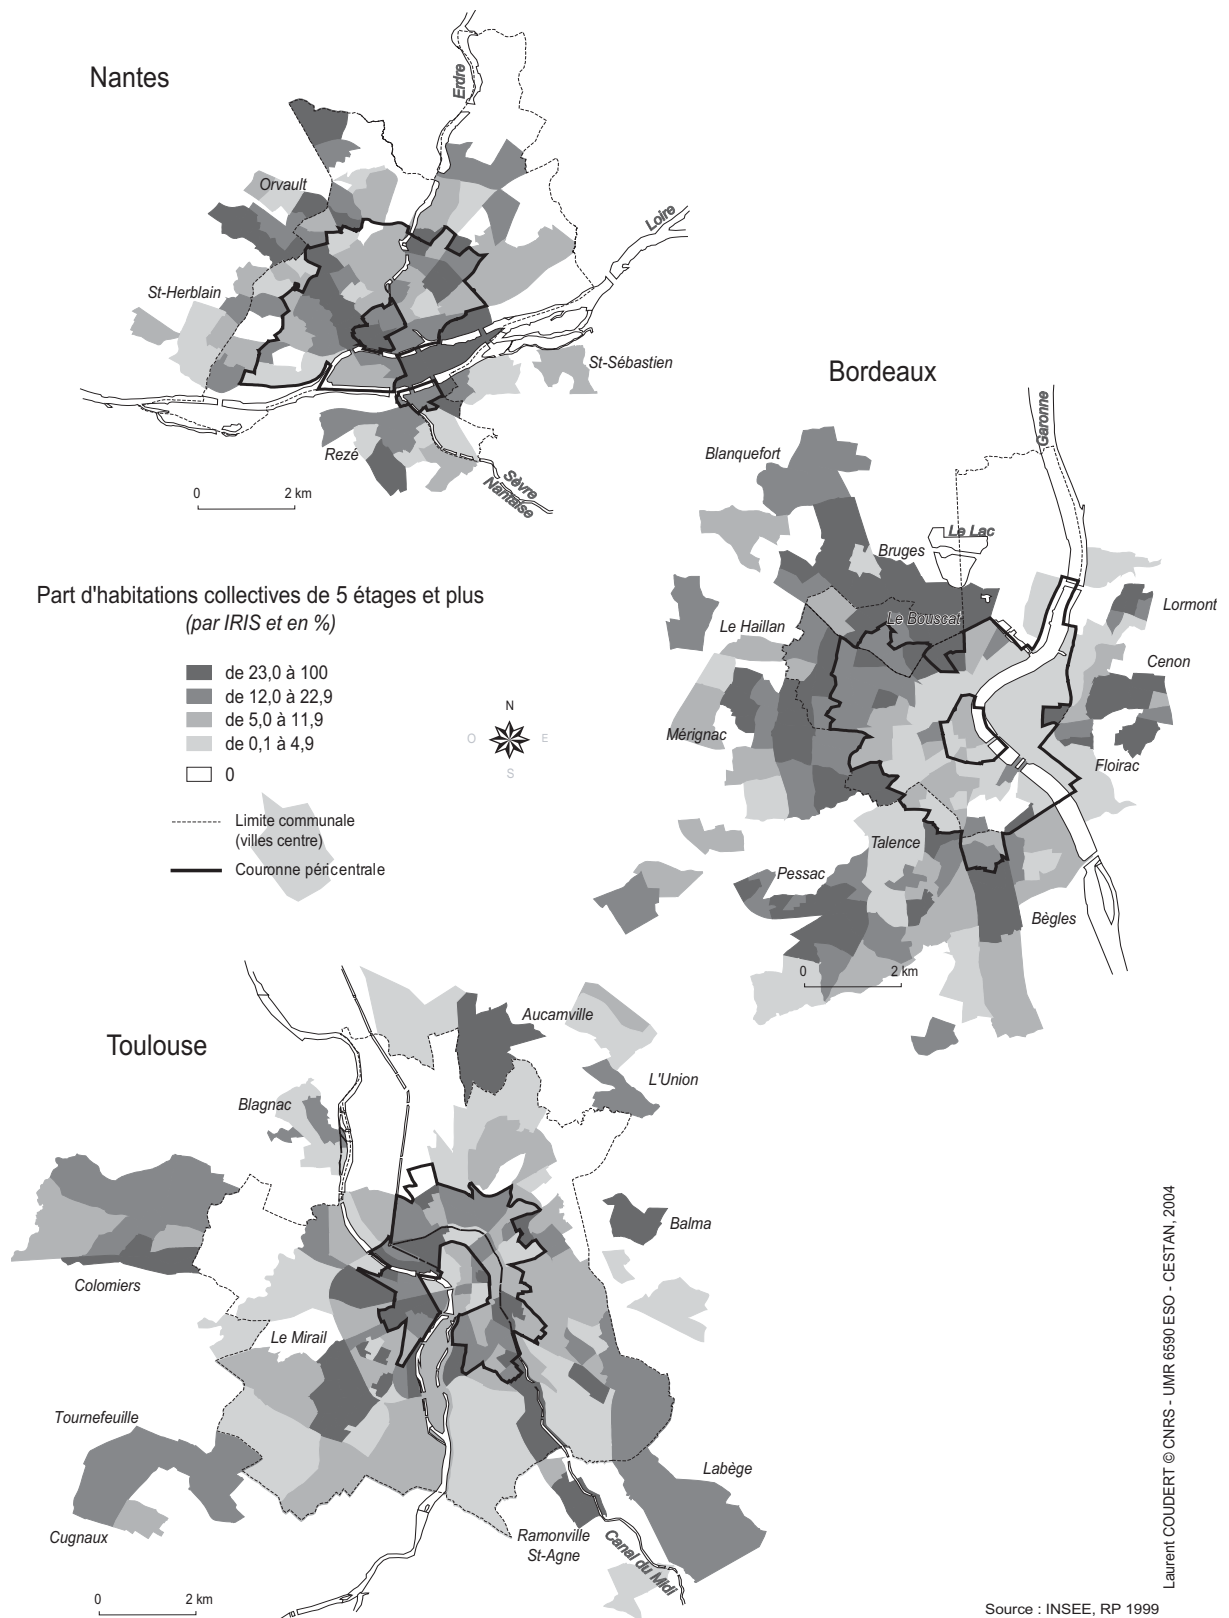 Nantes
Erdre
Orvault
Loire
St-Herblain
St-Sébastien
Rezé
Sèvre
Nantaise
0 2 km
Bordeaux
Garonne
Blanquefort
Le Lac
Bruges
Lormont
Le Bouscat
Le Haillan
Cenon
Mérignac
Floirac
Talence
Pessac
Bègles
0 2 km
Part d'habitations collectives de 5 étages et plus
(par IRIS et en %)
de 23,0 à 100
de 12,0 à 22,9
de 5,0 à 11,9
de 0,1 à 4,9
0
N
O E
S
Limite communale
(villes centre)
Couronne péricentrale
Toulouse
Aucamville
L'Union
Blagnac
Balma
Colomiers
Le Mirail
Tournefeuille
Labège
Cugnaux
Ramonville
St-Agne
Canal du Midi
0 2 km
Laurent COUDERT © CNRS - UMR 6590 ESO - CESTAN, 2004
Source : INSEE, RP 1999